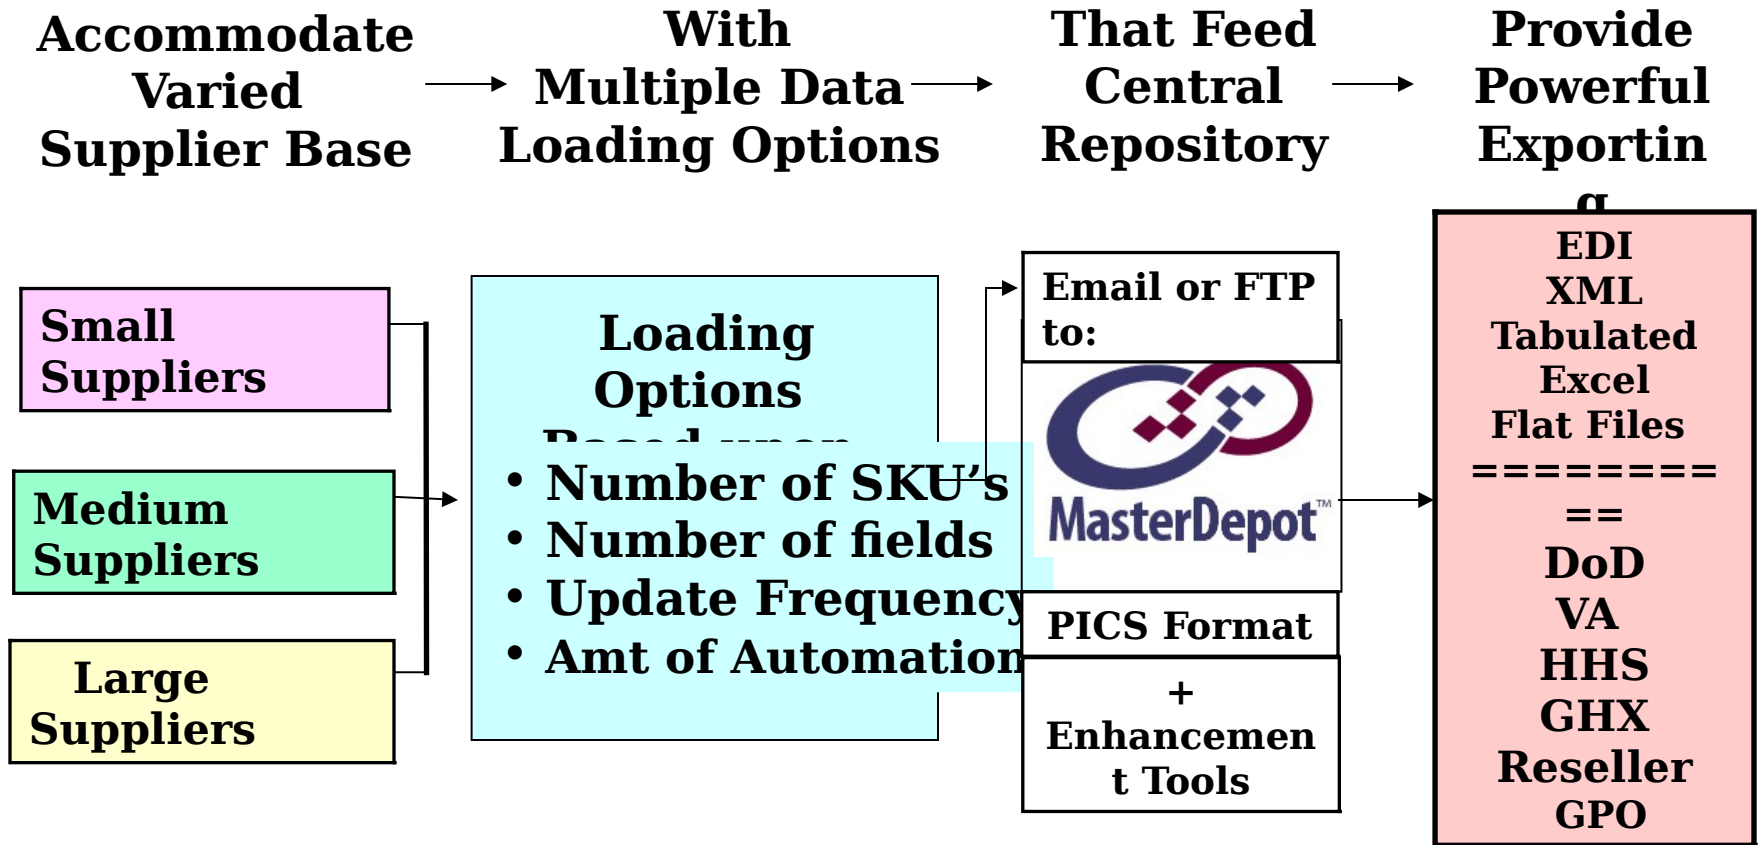 Accommodate
Varied
Supplier Base
With
Multiple Data
Loading Options
That Feed
Central
Repository
Provide
Powerful
Exportin
g
Small
Suppliers
Medium
Suppliers
Large
Suppliers
Loading
Options
Based upon
• Number of SKU’s
• Number of fields
• Update Frequency
• Amt of Automation
Email or FTP
to:
MasterDepot™
PICS Format
+
Enhancemen
t Tools
EDI
XML
Tabulated
Excel
Flat Files
========
==
DoD
VA
HHS
GHX
Reseller
GPO